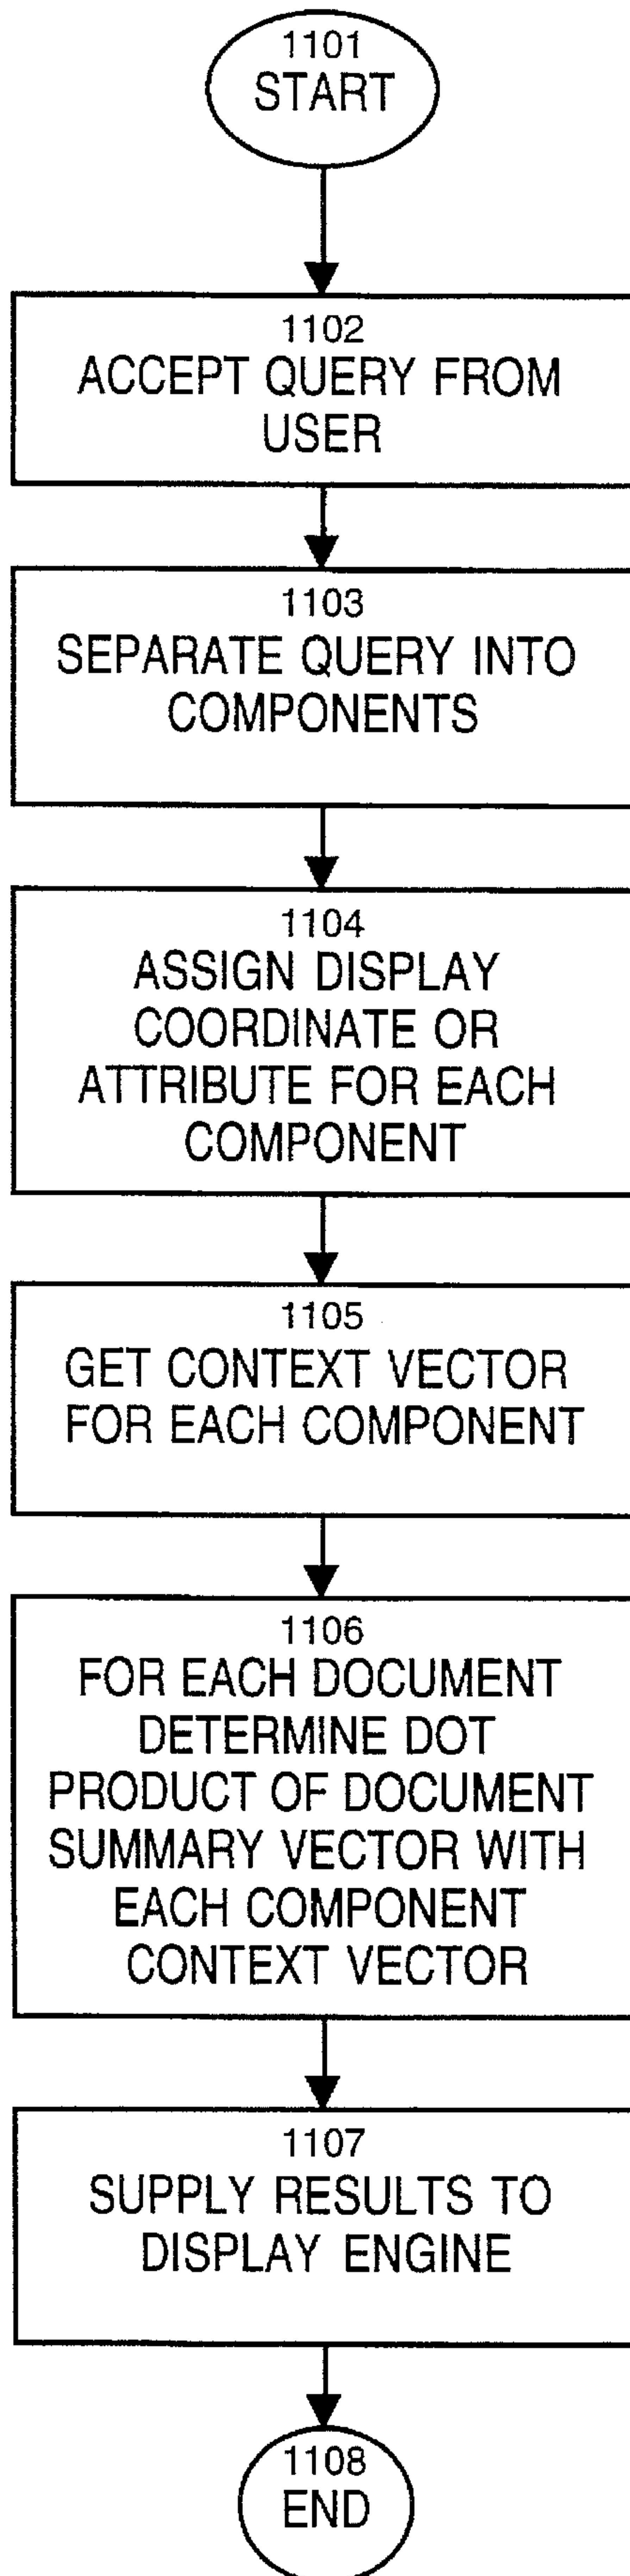 1101
START
1102
ACCEPT QUERY FROM
USER
1103
SEPARATE QUERY INTO
COMPONENTS
1104
ASSIGN DISPLAY
COORDINATE OR
ATTRIBUTE FOR EACH
COMPONENT
1105
GET CONTEXT VECTOR
FOR EACH COMPONENT
1106
FOR EACH DOCUMENT
DETERMINE DOT
PRODUCT OF DOCUMENT
SUMMARY VECTOR WITH
EACH COMPONENT
CONTEXT VECTOR
1107
SUPPLY RESULTS TO
DISPLAY ENGINE
1108
END